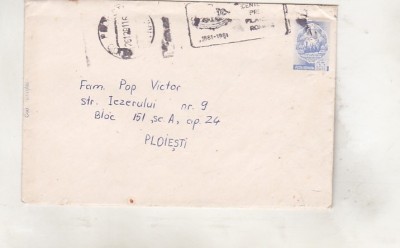 Fam. Pop Victor
str. Iezerului nr. 9
Bloc 151, sc. A, ap. 24
PLOIEȘTI